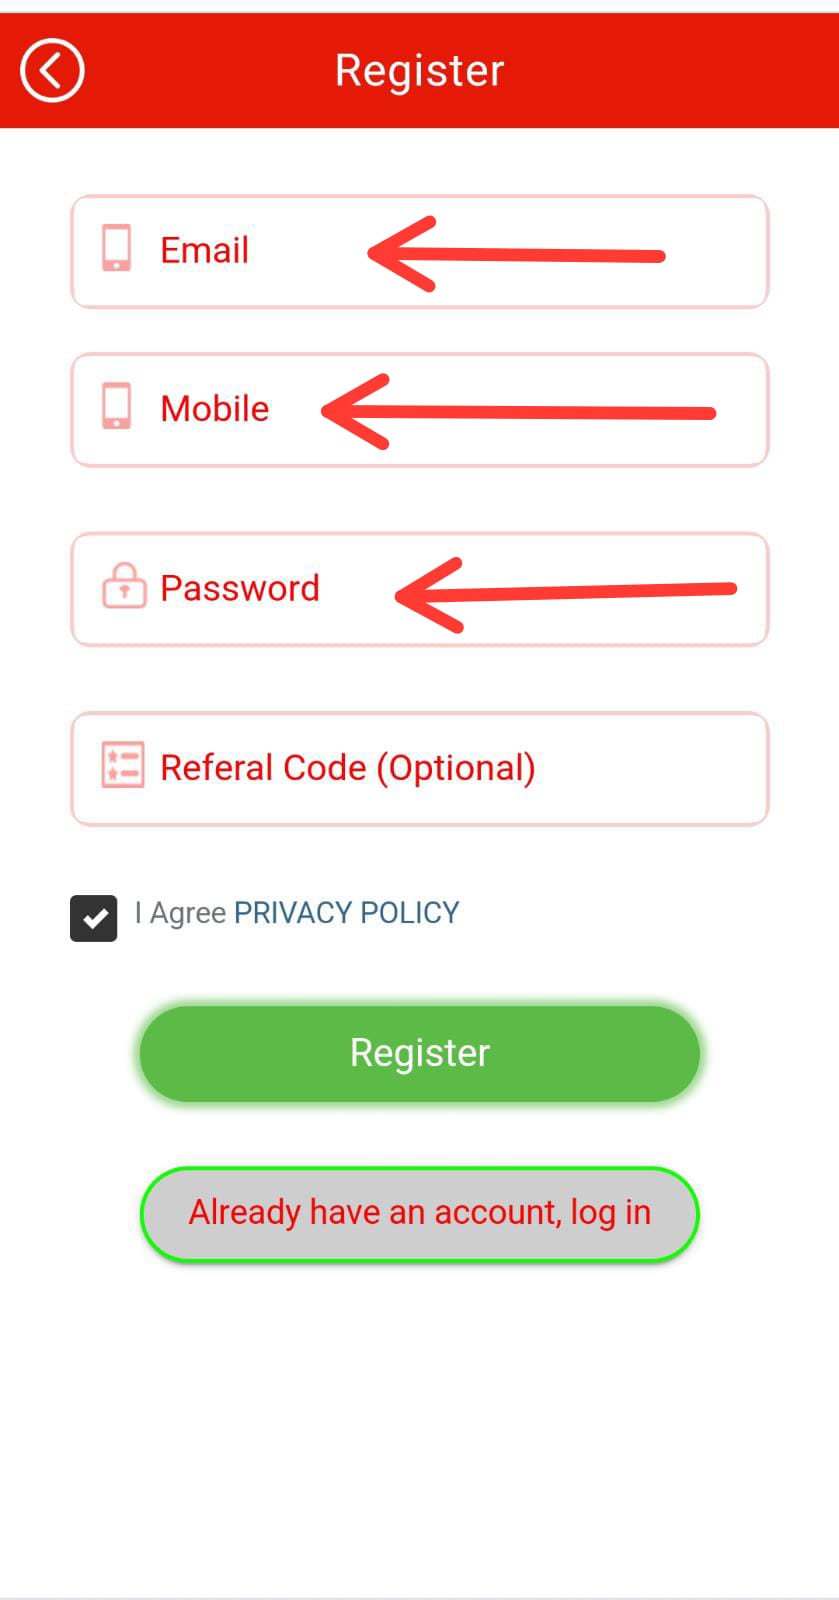 Register
Email
Mobile
Password
Referal Code (Optional)
I Agree PRIVACY POLICY
Register
Already have an account, log in